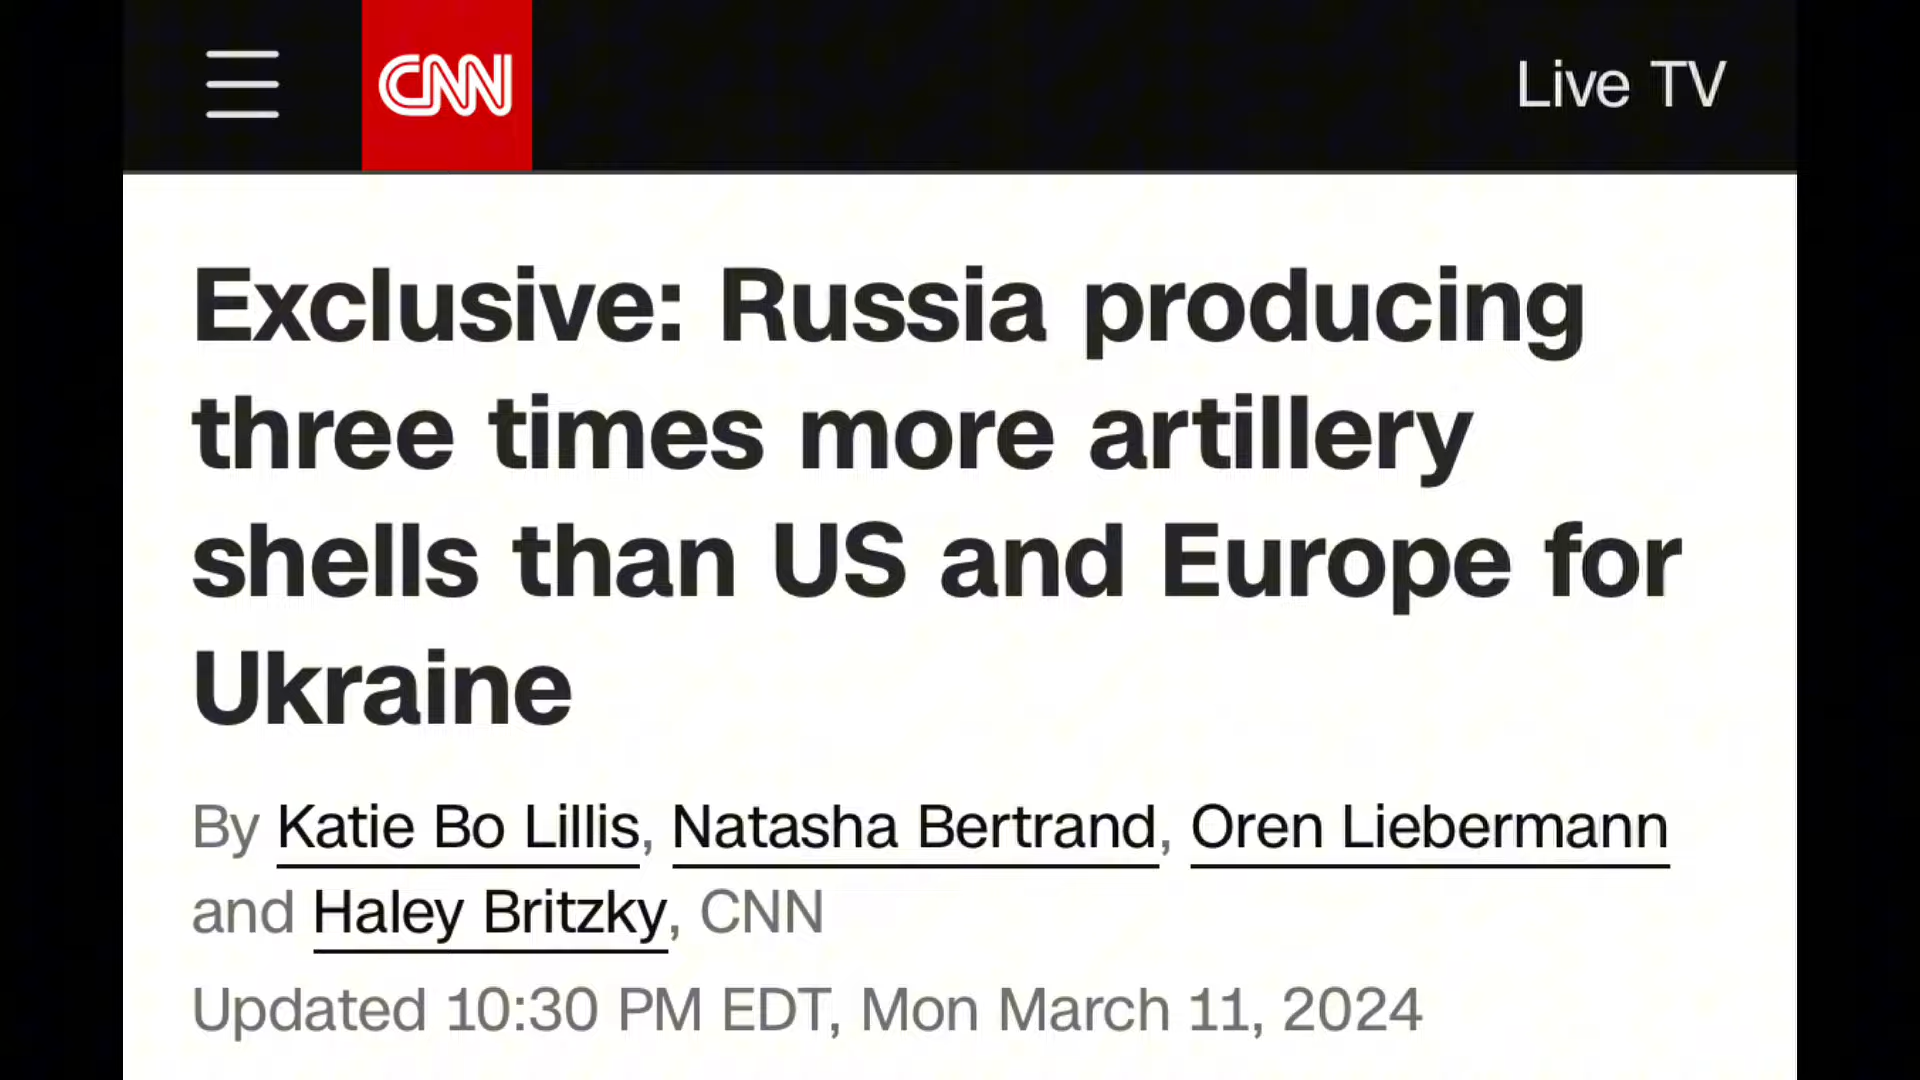 CNN
Live TV
Exclusive: Russia producing
three times more artillery
shells than US and Europe for
Ukraine
By Katie Bo Lillis, Natasha Bertrand, Oren Liebermann
and Haley Britzky, CNN
Updated 10:30 PM EDT, Mon March 11, 2024